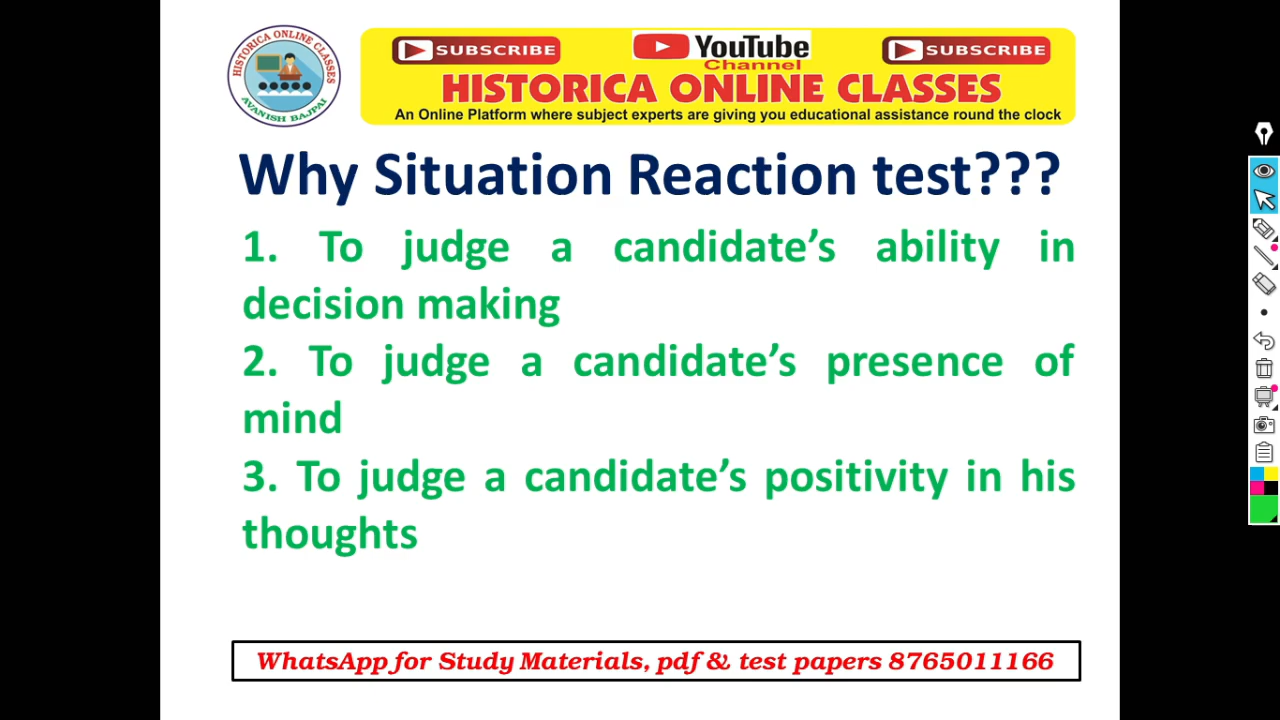 HISTORICA ONLINE CLASSES
AVANISH BAJPAI
SUBSCRIBE
YouTube
SUBSCRIBE
Channel
HISTORICA ONLINE CLASSES
An Online Platform where subject experts are giving you educational assistance round the clock
Why Situation Reaction test???
1. To judge a candidate’s ability in
decision making
2. To judge a candidate’s presence of
mind
3. To judge a candidate’s positivity in his
thoughts
WhatsApp for Study Materials, pdf & test papers 8765011166